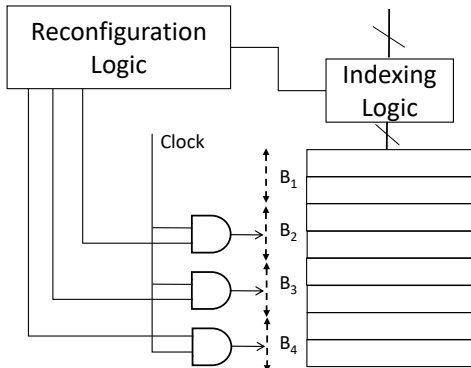 Reconfiguration
Logic
Indexing
Logic
Clock
B₁
B₂
B₃
B₄